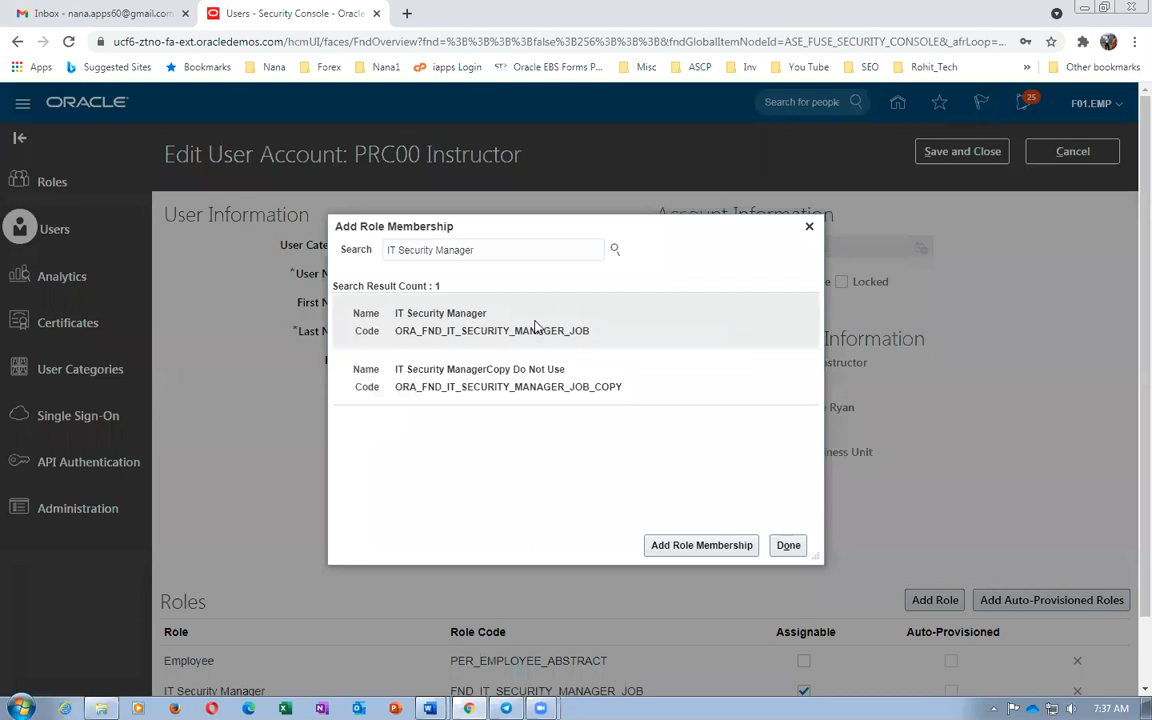 Inbox - nana.apps60@gmail.com
Users - Security Console - Oracle
ucf6-ztno-fa-ext.oracledemos.com/hcmUI/faces/FndOverview?fnd=%3B%3B%3B%3Bfalse%3B256%3B%3B%3B&fndGlobalItemNodeId=ASE_FUSE_SECURITY_CONSOLE&_afrLoop=...
Apps Suggested Sites Bookmarks Nana Forex Nana1 iapps Login Oracle EBS Forms P... Misc ASCP Inv You Tube SEO Rohit_Tech » Other bookmarks
ORACLE Search for people 25 F01.EMP
Edit User Account: PRC00 Instructor Save and Close Cancel
Roles
Users
Analytics
Certificates
User Categories
Single Sign-On
API Authentication
Administration
User Information Account Information
User Cate
*User N
First N
*Last N
Locked
formation
structor
Ryan
iness Unit
Add Role Membership
Search IT Security Manager
Search Result Count : 1
Name IT Security Manager
Code ORA_FND_IT_SECURITY_MANAGER_JOB
Name IT Security ManagerCopy Do Not Use
Code ORA_FND_IT_SECURITY_MANAGER_JOB_COPY
Add Role Membership Done
Roles Add Role Add Auto-Provisioned Roles
Role Role Code Assignable Auto-Provisioned
Employee PER_EMPLOYEE_ABSTRACT
IT Security Manager FND_IT_SECURITY_MANAGER_JOB
7:37 AM